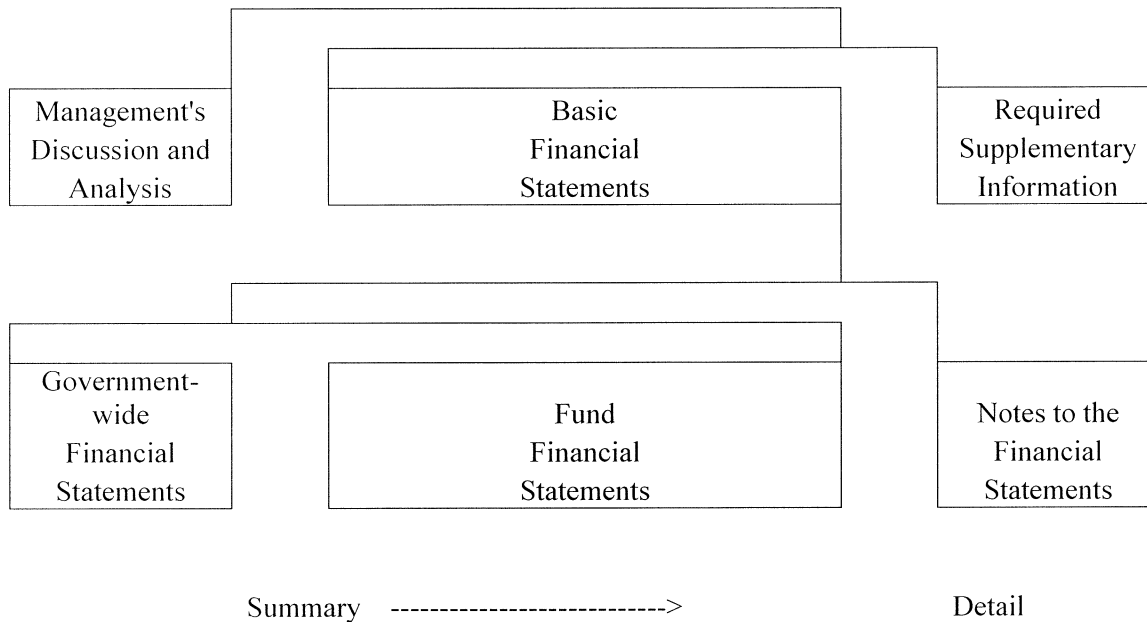 Management's
Discussion and
Analysis
Basic
Financial
Statements
Required
Supplementary
Information
Government-
wide
Financial
Statements
Fund
Financial
Statements
Notes to the
Financial
Statements
Summary ----------------------------> Detail